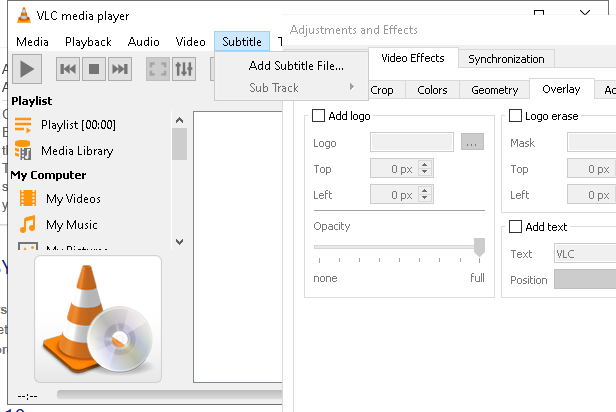 VLC media player
Media Playback Audio Video Subtitle T
Adjustments and Effects
Add Subtitle File...
Sub Track
Video Effects Synchronization
Crop Colors Geometry Overlay
Playlist
Playlist [00:00]
Media Library
My Computer
My Videos
My Music
My Pictures
Add logo
Logo
...
Top 0 px
Left 0 px
Opacity
none full
Logo erase
Mask
Top 0 px
Left 0 px
Add text
Text VLC
Position
--:--